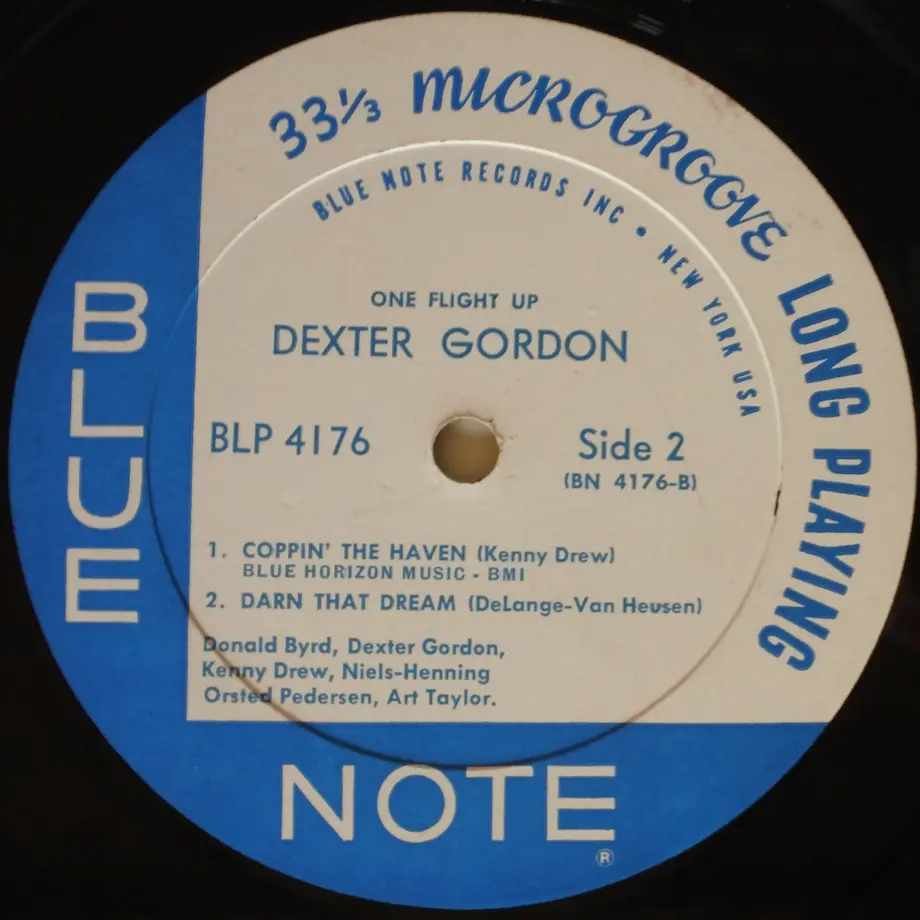 33⅓ MICROGROOVE LONG PLAYING
BLUE NOTE RECORDS INC • NEW YORK USA
ONE FLIGHT UP
DEXTER GORDON
BLP 4176
Side 2
(BN 4176-B)
1. COPPIN' THE HAVEN (Kenny Drew)
BLUE HORIZON MUSIC - BMI
2. DARN THAT DREAM (DeLange-Van Heusen)
Donald Byrd, Dexter Gordon,
Kenny Drew, Niels-Henning
Orsted Pedersen, Art Taylor.
BLUE
NOTE
®